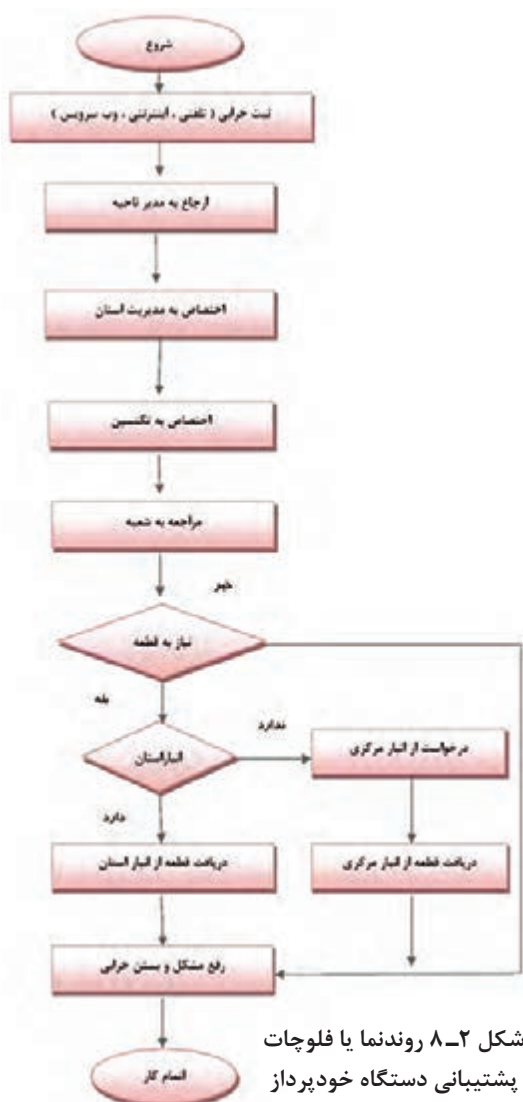 شروع
ثبت خرابی ( تلفنی ، اینترنتی ، وب سرویس )
ارجاع به مدیر ناحیه
اختصاص به مدیریت استان
اختصاص به تکنسین
مراجعه به شعبه
خیر
نیاز به قطعه
بله
ندارد
انبار استان
درخواست از انبار مرکزی
دارد
دریافت قطعه از انبار استان
دریافت قطعه از انبار مرکزی
رفع مشکل و بستن خرابی
اتمام کار
شکل ۲ــ۸ روندنما یا فلوچات
پشتیبانی دستگاه خودپرداز